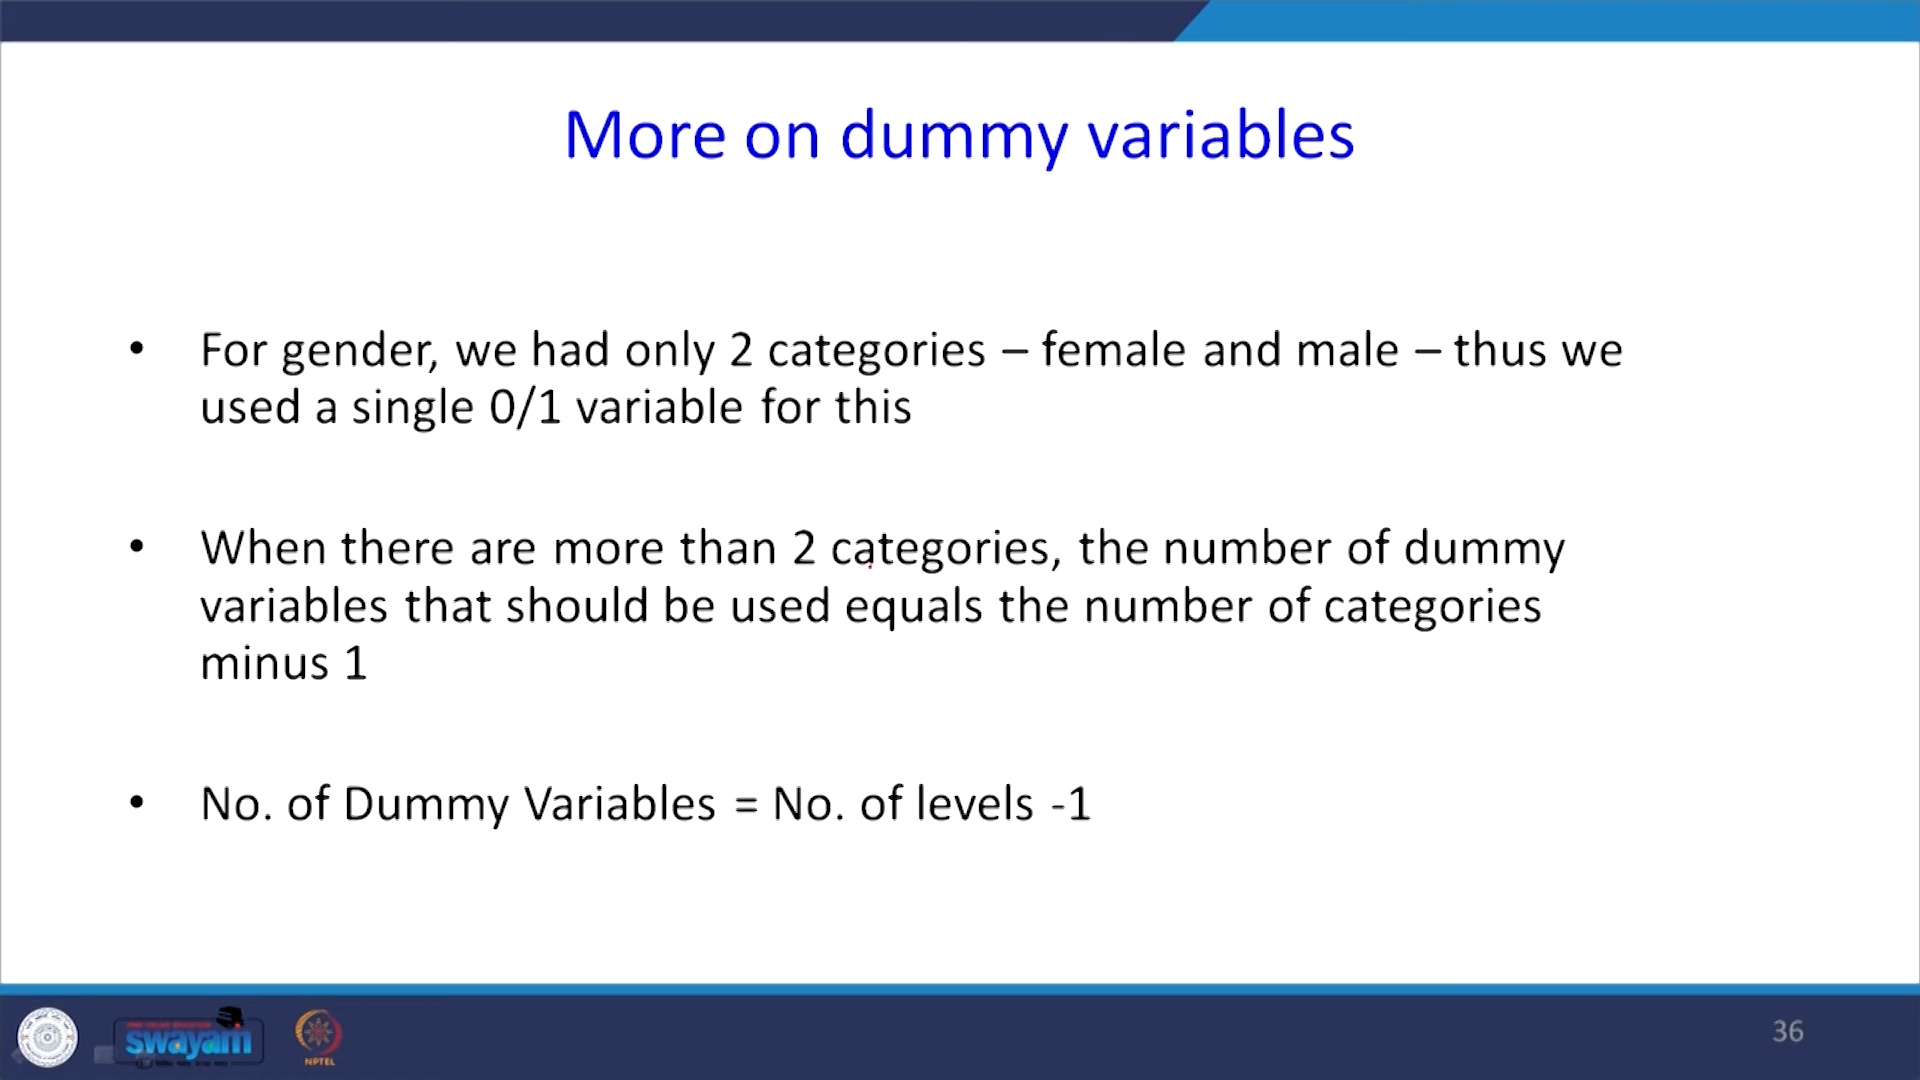 More on dummy variables
• For gender, we had only 2 categories – female and male – thus we
used a single 0/1 variable for this
• When there are more than 2 categories, the number of dummy
variables that should be used equals the number of categories
minus 1
• No. of Dummy Variables = No. of levels -1
swayam
NPTEL
36